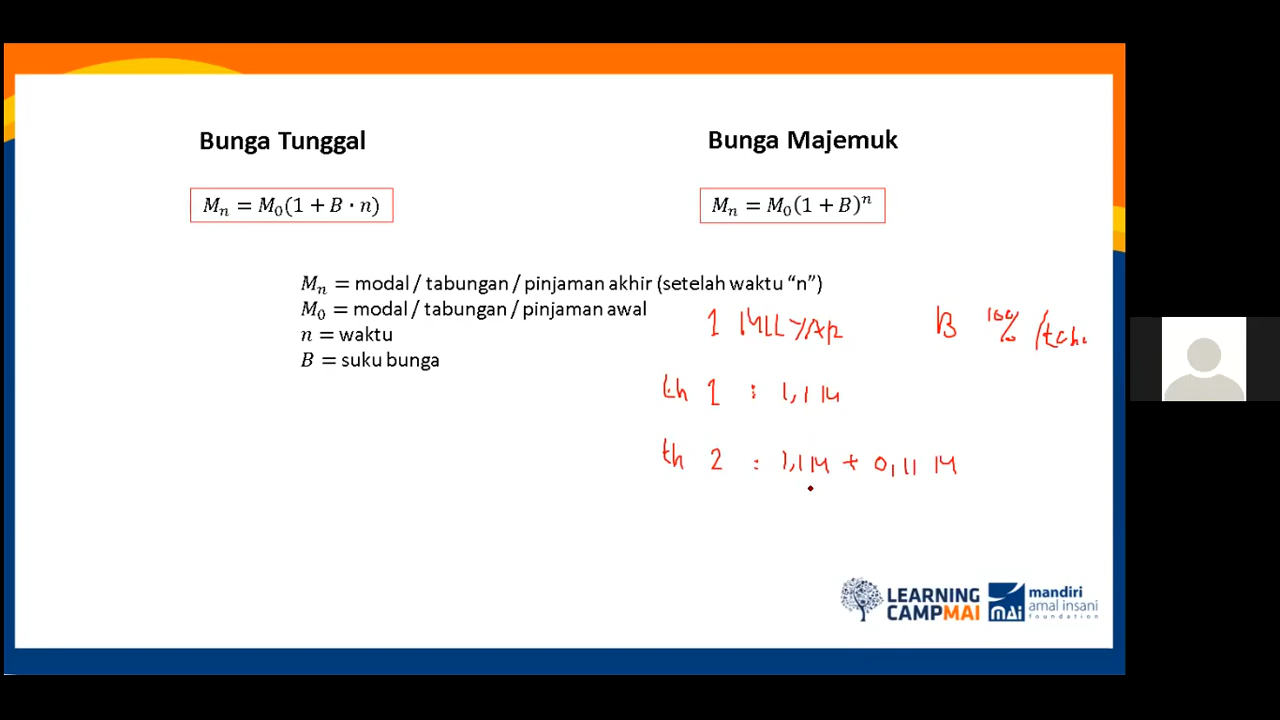 Bunga Tunggal
Bunga Majemuk
Mₙ = M₀(1 + B · n)
Mₙ = M₀(1 + B)ⁿ
Mₙ = modal / tabungan / pinjaman akhir (setelah waktu “n”)
M₀ = modal / tabungan / pinjaman awal
n = waktu
B = suku bunga
1 MILYAR B %
th 1 : 1,1 M
th 2 : 1,1 M + 0,11 M
LEARNING
CAMPMAI
MAi
mandiri
amal insani
foundation